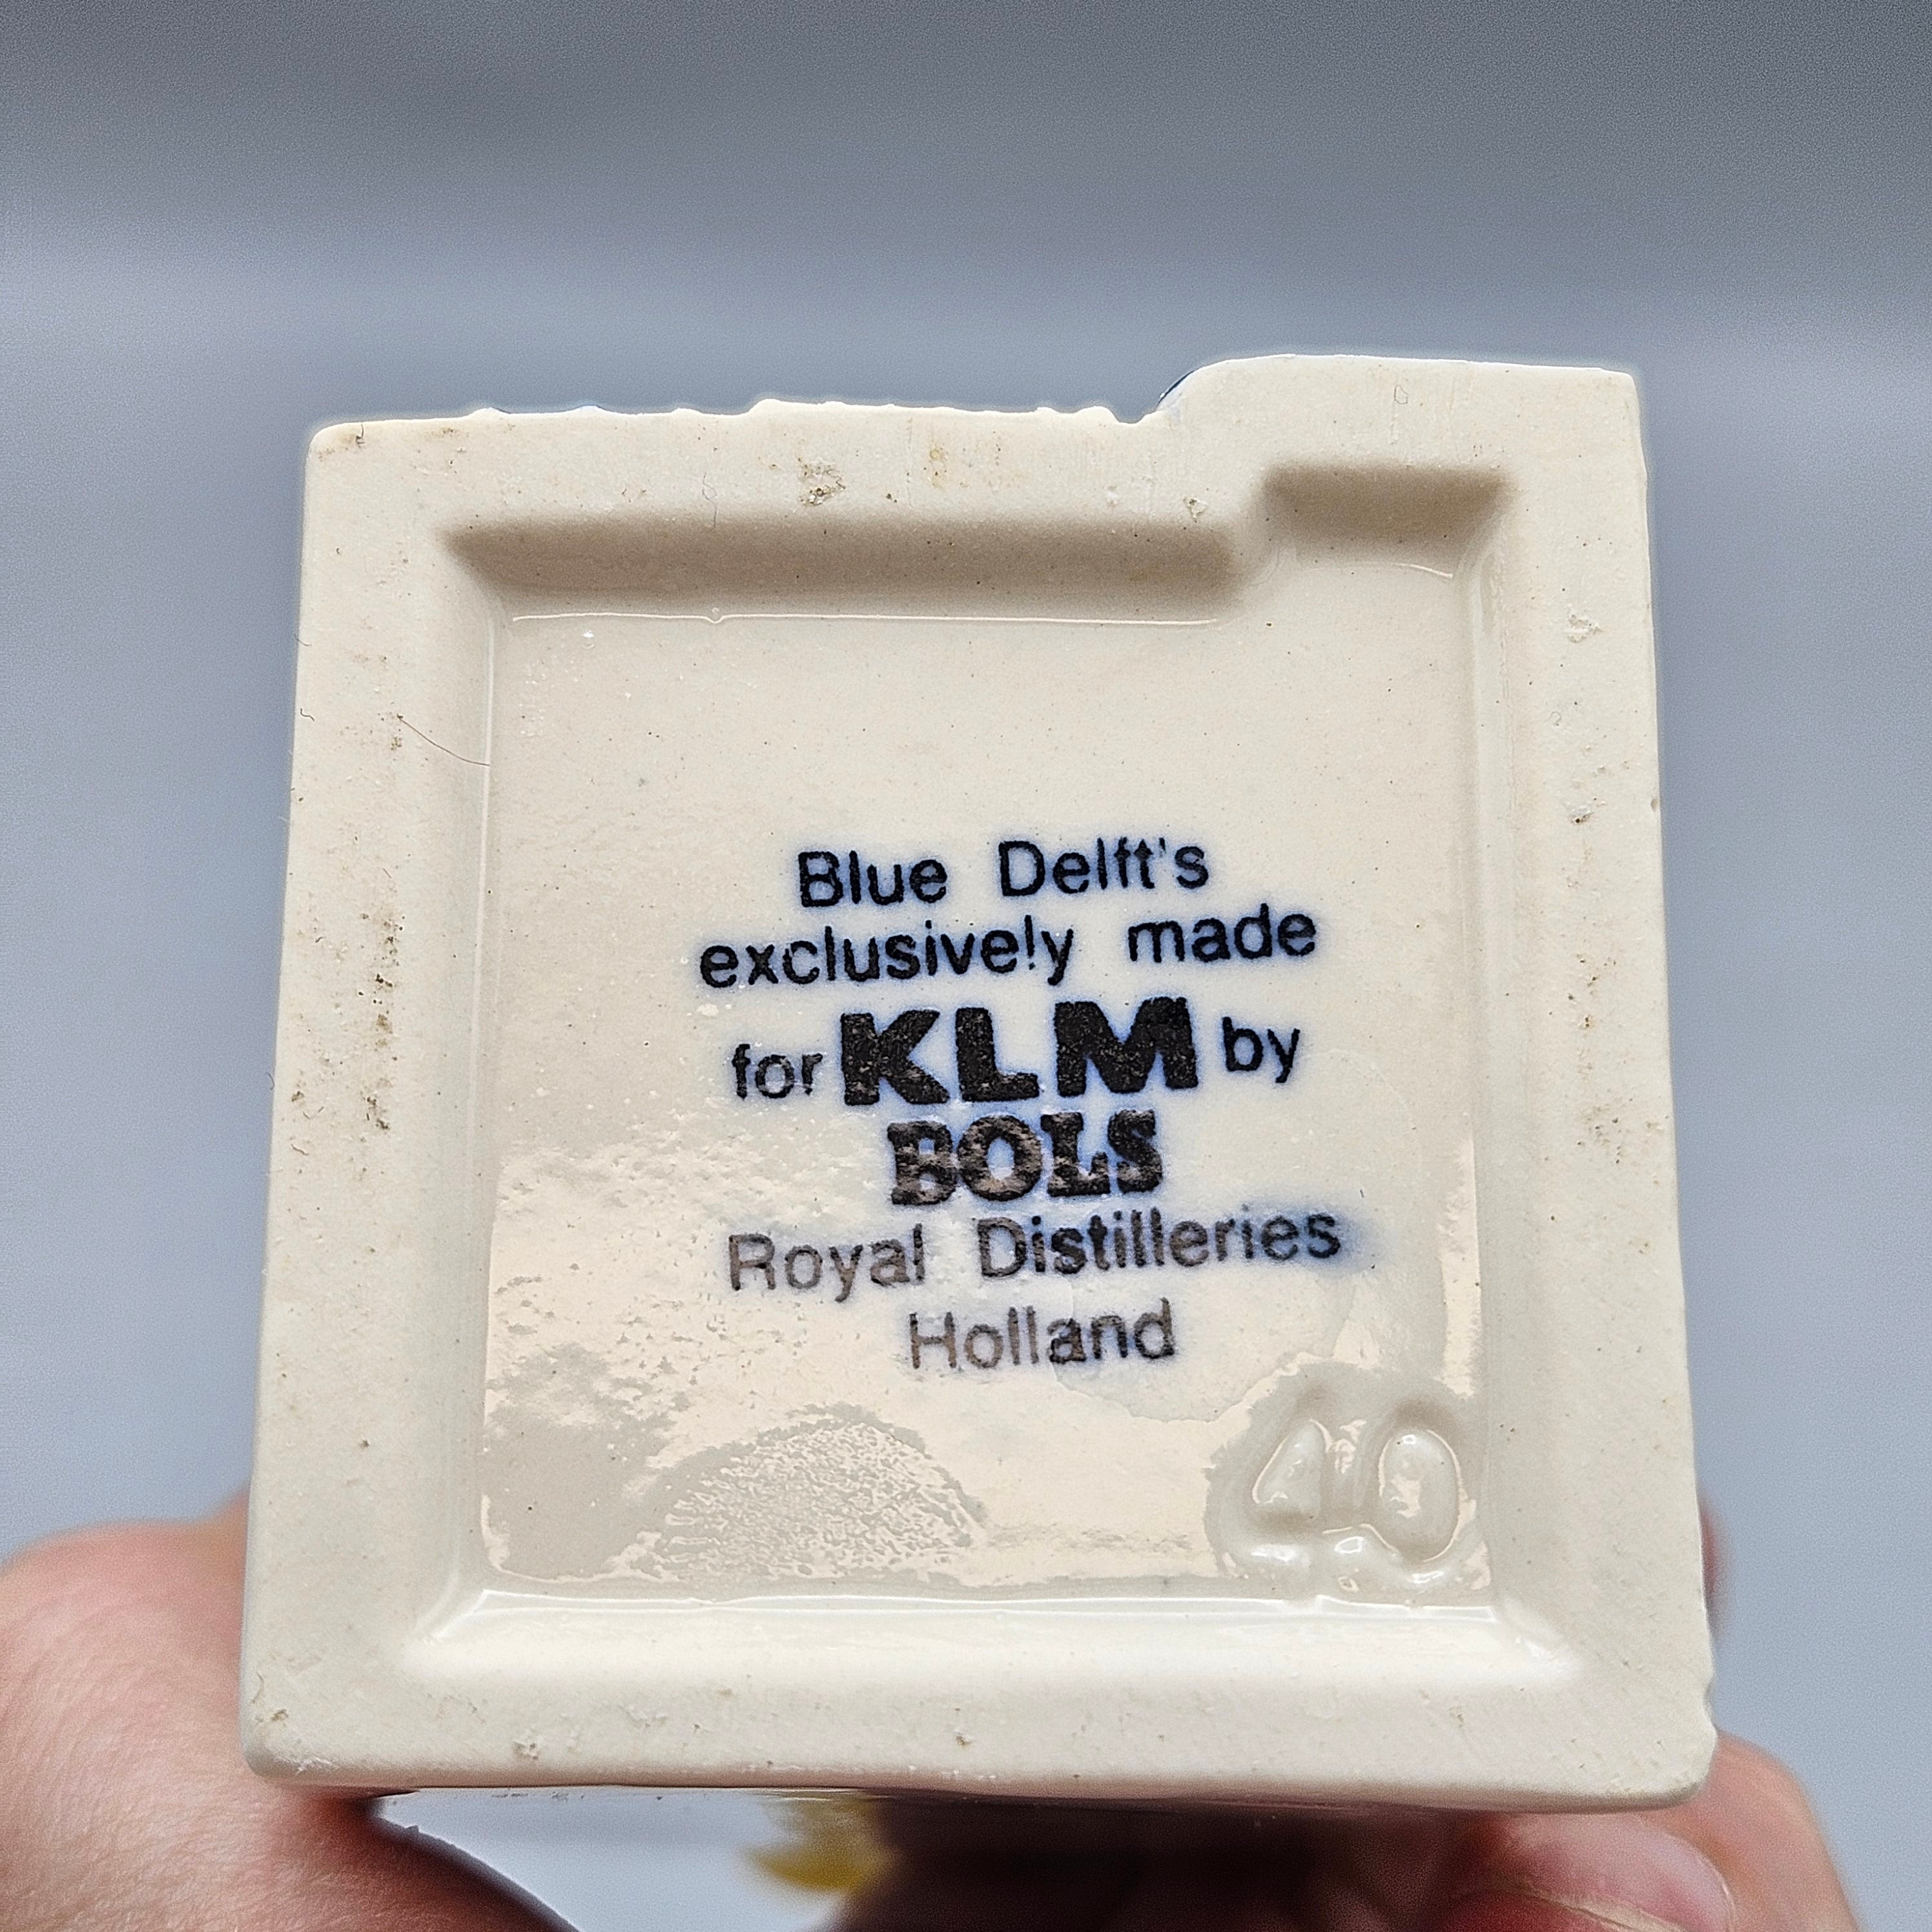 Blue Delft's
exclusively made
for KLM by
BOLS
Royal Distilleries
Holland
40